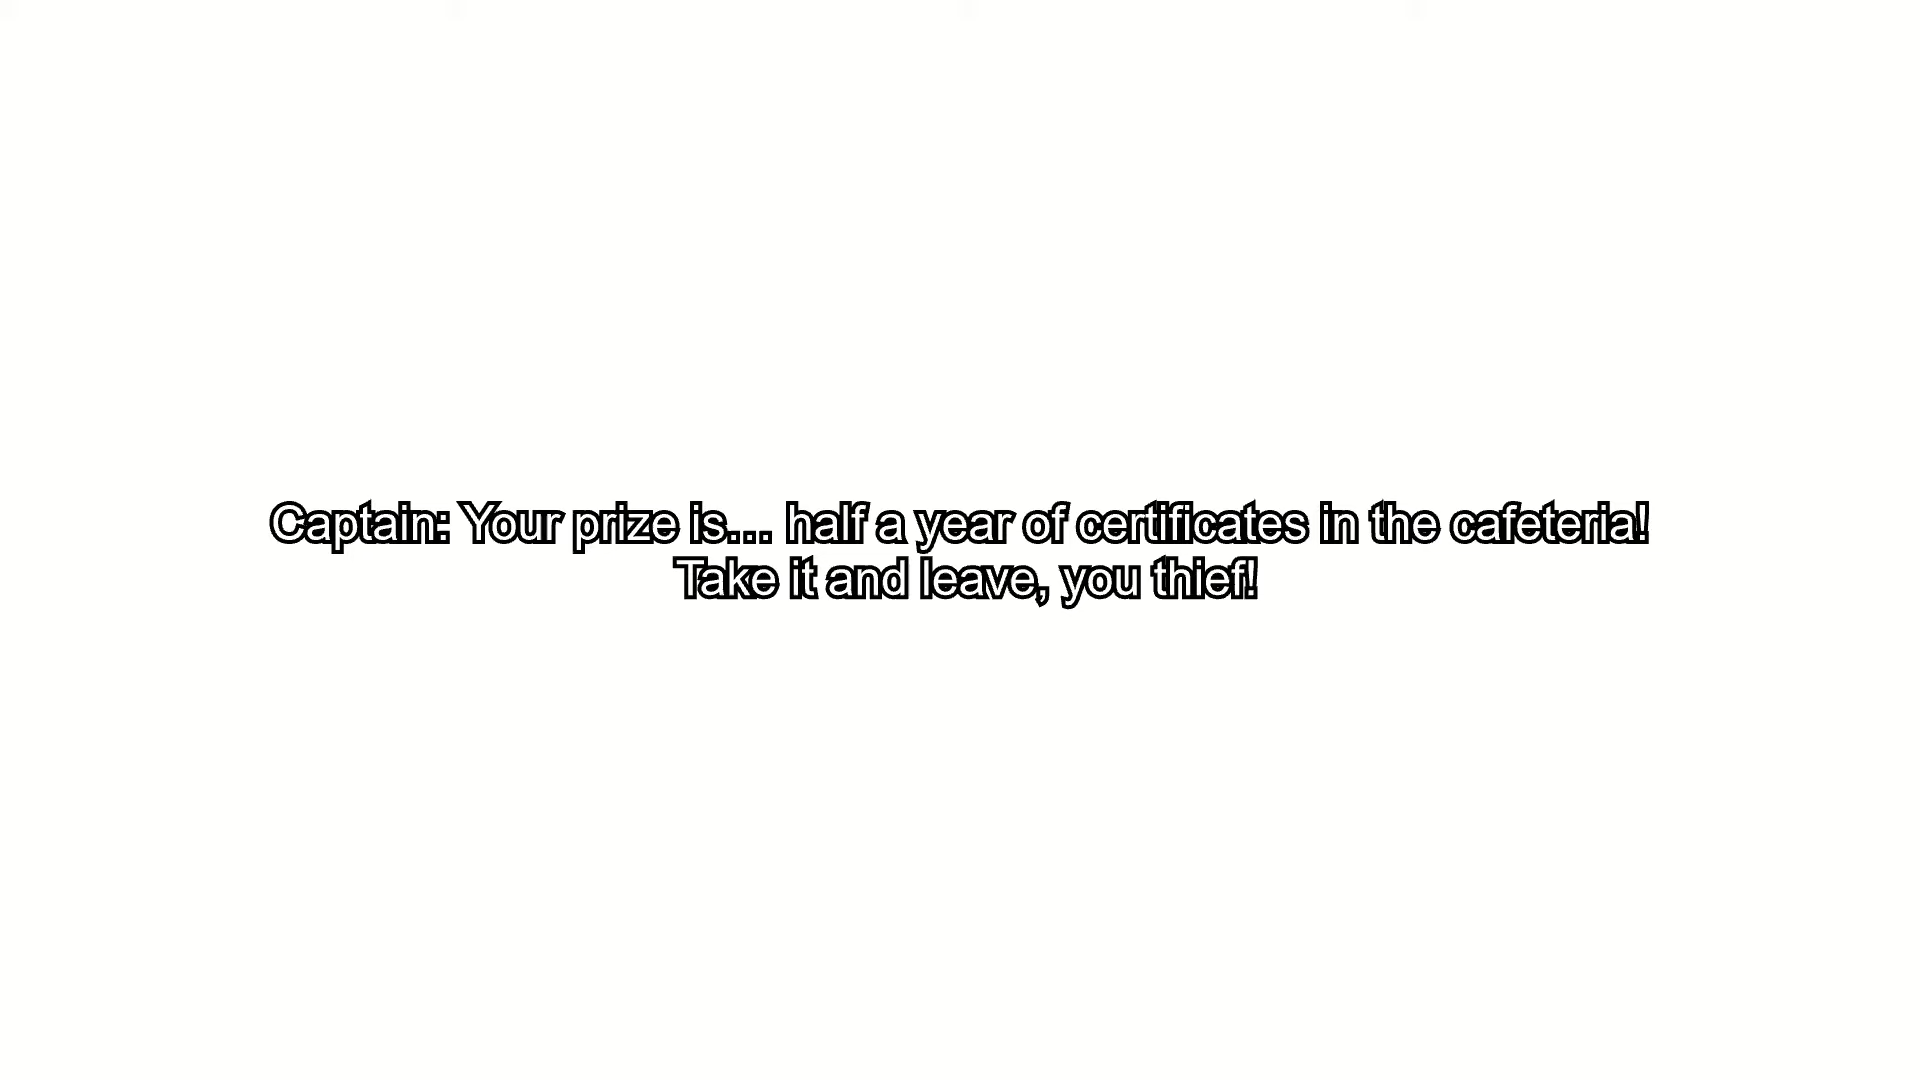 Captain: Your prize is... half a year of certificates in the cafeteria!
Take it and leave, you thief!